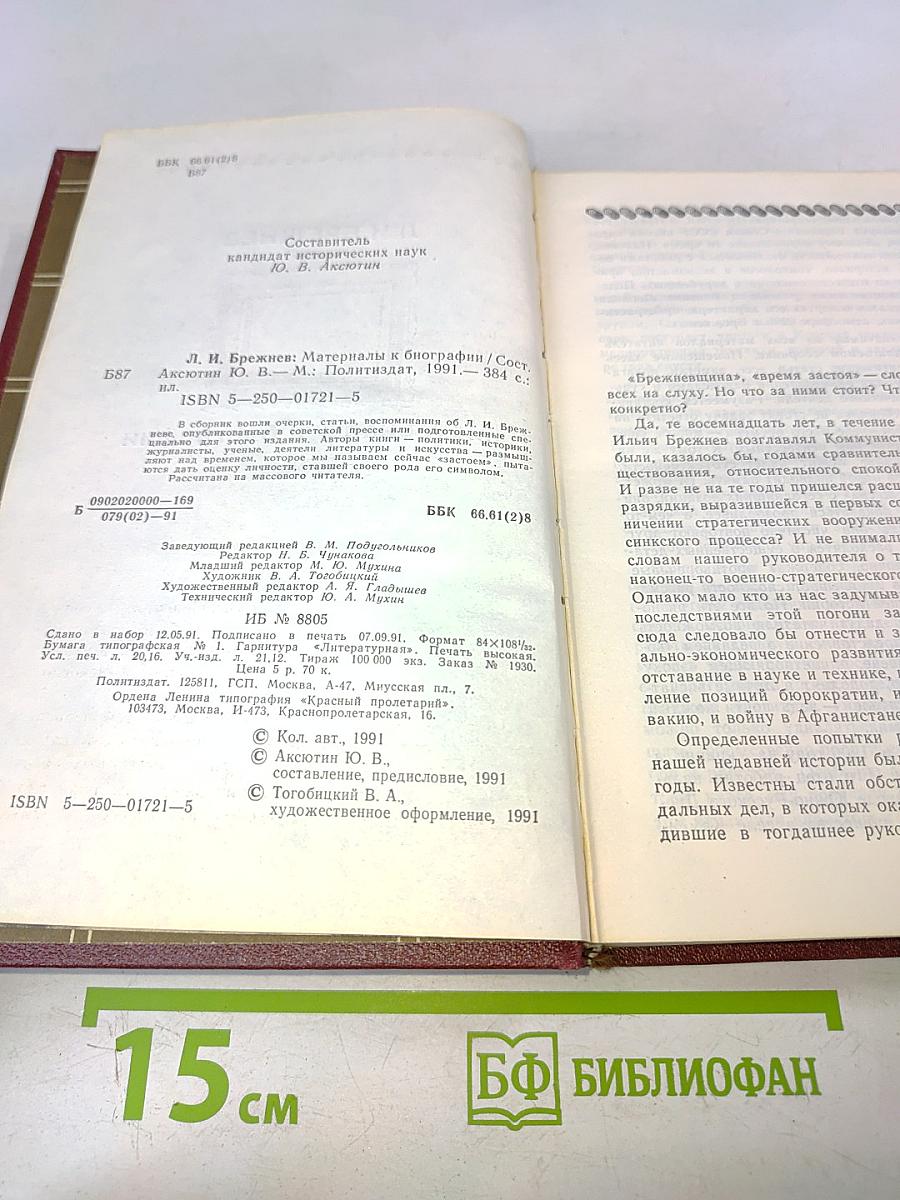 ББК 66.61(2)8
Б87
Составитель
кандидат исторических наук
Ю. В. Аксютин
Л. И. Брежнев: Материалы к биографии / Сост.
Б87 Аксютин Ю. В.— М.: Политиздат, 1991.— 384 с.:
ил.
ISBN 5—250—01721—5
В сборник вошли очерки, статьи, воспоминания об Л. И. Бреж-
неве, опубликованные в советской прессе или подготовленные спе-
циально для этого издания. Авторы книги — политики, историки,
журналисты, ученые, деятели литературы и искусства — размыш-
ляют над временем, которое мы называем сейчас «застоем», пыта-
ются дать оценку личности, ставшей своего рода его символом.
Рассчитана на массового читателя.
Б 0902020000—169
079(02)—91
ББК 66.61(2)8
Заведующий редакцией В. М. Подугольников
Редактор Н. Б. Чунакова
Младший редактор М. Ю. Мухина
Художник В. А. Тогобицкий
Художественный редактор А. Я. Гладышев
Технический редактор Ю. А. Мухин
ИБ № 8805
Сдано в набор 12.05.91. Подписано в печать 07.09.91. Формат 84×108 1/32.
Бумага типографская № 1. Гарнитура «Литературная». Печать высокая.
Усл. печ. л. 20,16. Уч.-изд. л. 21,12. Тираж 100 000 экз. Заказ № 1930.
Цена 5 р. 70 к.
Политиздат. 125811, ГСП, Москва, А-47, Миусская пл., 7.
Ордена Ленина типография «Красный пролетарий».
103473, Москва, И-473, Краснопролетарская, 16.
© Кол. авт., 1991
© Аксютин Ю. В.,
составление, предисловие, 1991
© Тогобицкий В. А.,
художественное оформление, 1991
ISBN 5—250—01721—5
«Брежневщина», «время застоя» — сло
всех на слуху. Но что за ними стоит? Чт
конкретно?
Да, те восемнадцать лет, в течение
Ильич Брежнев возглавлял Коммунист
были, казалось бы, годами сравнитель
ществования, относительного спокой
И разве не на те годы пришелся расц
разрядки, выразившейся в первых со
ничении стратегических вооружени
синкского процесса? И не внимали
словам нашего руководителя о т
наконец-то военно-стратегического
Однако мало кто из нас задумыв
последствиями этой погони за
сюда следовало бы отнести и з
ально-экономического развития
отставание в науке и технике,
ление позиций бюрократии, и
вакию, и войну в Афганистане
Определенные попытки р
нашей недавней истории был
годы. Известны стали обст
дальных дел, в которых ока
дившие в тогдашнее руко
15 см
БФ БИБЛИОФАН